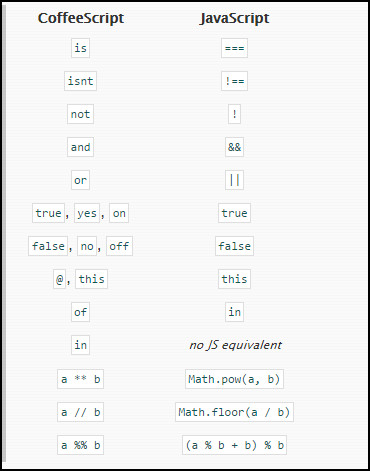 CoffeeScript JavaScript
is ===
isnt !==
not !
and &&
or ||
true, yes, on true
false, no, off false
@, this this
of in
in no JS equivalent
a ** b Math.pow(a, b)
a // b Math.floor(a / b)
a %% b (a % b + b) % b